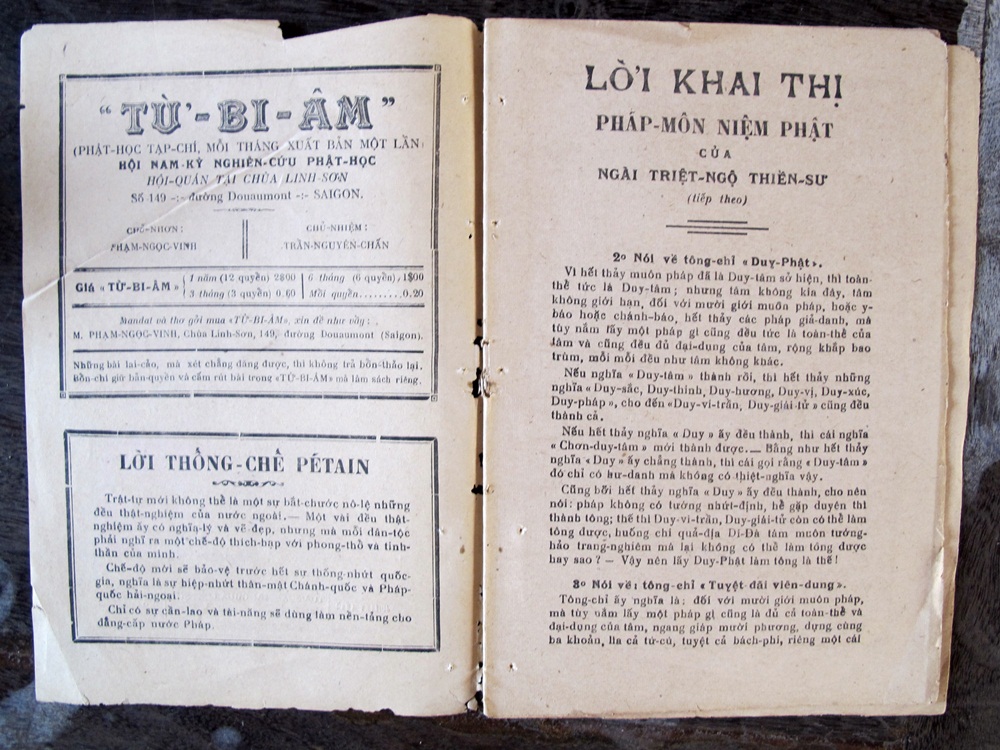 “TỪ-BI-ÂM”
(PHẬT-HỌC TẠP-CHÍ, MỖI THÁNG XUẤT BẢN MỘT LẦN)
HỘI NAM-KỲ NGHIÊN-CỨU PHẬT-HỌC
HỘI-QUÁN TẠI CHÙA LINH-SƠN
Số 149 -:- đường Douaumont -:- SAIGON.
CHỦ-NHƠN :
PHẠM-NGỌC-VINH
CHỦ-NHIỆM :
TRẦN-NGUYÊN-CHẤN
Giá «TỪ-BI-ÂM»
1 năm (12 quyển) 2$00
3 tháng (3 quyển) 0.60
6 tháng (6 quyển), 1$00
Mỗi quyển.........0.20
Mandat và thơ gởi mua «TỪ-BI-ÂM», xin đề như vầy :
M. PHẠM-NGỌC-VINH, Chùa Linh-Sơn, 149, đường Douaumont (Saigon).
Những bài lai-cảo, mà xét chẳng đăng được, thì không trả bổn-thảo lại.
Bổn-chí giữ bản-quyền và cấm rút bài trong «TỪ-BI-ÂM» mà làm sách riêng.
LỜI THỐNG-CHẾ PÉTAIN
Trật-tự mới không thể là một sự bắt-chước nô-lệ những
đều thật-nghiệm của nước ngoài.— Một vài đều thật-
nghiệm ấy có nghĩa-lý và vẻ đẹp, nhưng mà mỗi dân-tộc
phải nghĩ ra một chế-độ thích-hạp với phong-thổ và tinh-
thần của mình.
Chế-độ mới sẽ bảo-vệ trước hết sự thống-nhứt quốc-
gia, nghĩa là sự hiệp-nhứt thân-mật Chánh-quốc và Pháp-
quốc hải-ngoại.
Chỉ có sự cần-lao và tài-năng sẽ dùng làm nền-tảng cho
đẳng-cấp nước Pháp.
LỜI KHAI THỊ
PHÁP-MÔN NIỆM PHẬT
CỦA
NGÀI TRIỆT-NGỘ THIỀN-SƯ
(tiếp theo)
2º Nói về tông-chỉ «Duy-Phật».
Vì hết thảy muôn pháp đã là Duy-tâm sở hiện, thì toàn-
thể tức là Duy-tâm ; nhưng tâm không kia đây, tâm
không giới hạn, đối với mười giới muôn pháp, hoặc y-
báo hoặc chánh-báo, hết thảy các pháp giả-danh, mà
tùy nắm lấy một pháp gì cũng đều tức là toàn-thể của
tâm và cũng đều đủ đại-dụng của tâm, rộng khắp bao
trùm, mỗi mỗi đều như tâm không khác.
Nếu nghĩa «Duy-tâm» thành rồi, thì hết thảy những
nghĩa «Duy-sắc, Duy-thinh, Duy-hương, Duy-vị, Duy-xúc,
Duy-pháp», cho đến «Duy-vi-trần, Duy-giái-tử» cũng đều
thành cả.
Nếu hết thảy nghĩa «Duy» ấy đều thành, thì cái nghĩa
«Chơn-duy-tâm» mới thành được.— Bằng như hết thảy
nghĩa «Duy» ấy chẳng thành, thì cái gọi rằng «Duy-tâm»
đó chỉ có hư-danh mà không có thiệt-nghĩa vậy.
Cũng bởi hết thảy nghĩa «Duy» ấy đều thành, cho nên
nói : pháp không có tướng nhứt-định, hễ gặp duyên thì
thành tông; thế thì Duy-vi-trần, Duy-giái-tử còn có thể làm
tông được, huống chi quả-địa Di-Đà tâm muôn tướng-
hảo trang-nghiêm mà lại không có thể làm tông được
hay sao ? — Vậy nên lấy Duy-Phật làm tông là thế !
3º Nói về : tông-chỉ «Tuyệt-đãi viên-dung».
Tông-chỉ ấy nghĩa là : đối với mười giới muôn pháp,
mà tùy nắm lấy một pháp gì cũng là đủ cả toàn-thể và
đại-dụng của tâm, ngang giáp mười phương, dựng cùng
ba khoản, lìa cả tứ-cú, tuyệt cả bách-phi, riêng một cái